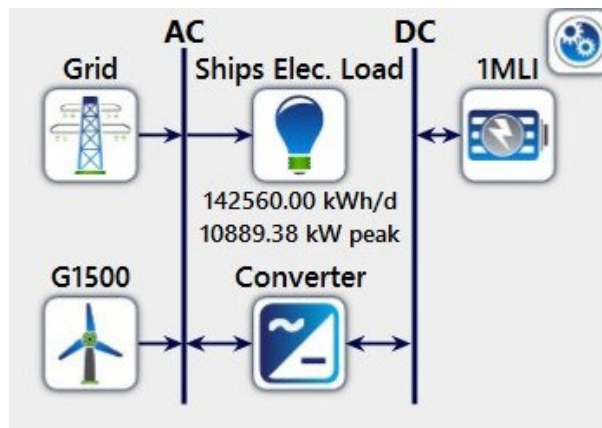 AC
DC
Grid
Ships Elec. Load
1MLI
142560.00 kWh/d
10889.38 kW peak
G1500
Converter